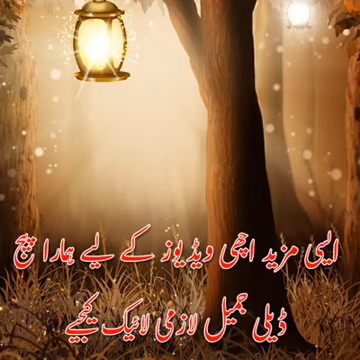 ایسی مزید اچھی ویڈیوز کے لیے ہمارا پیج
ڈیلی جمیل لازمی لائیک کیجیے